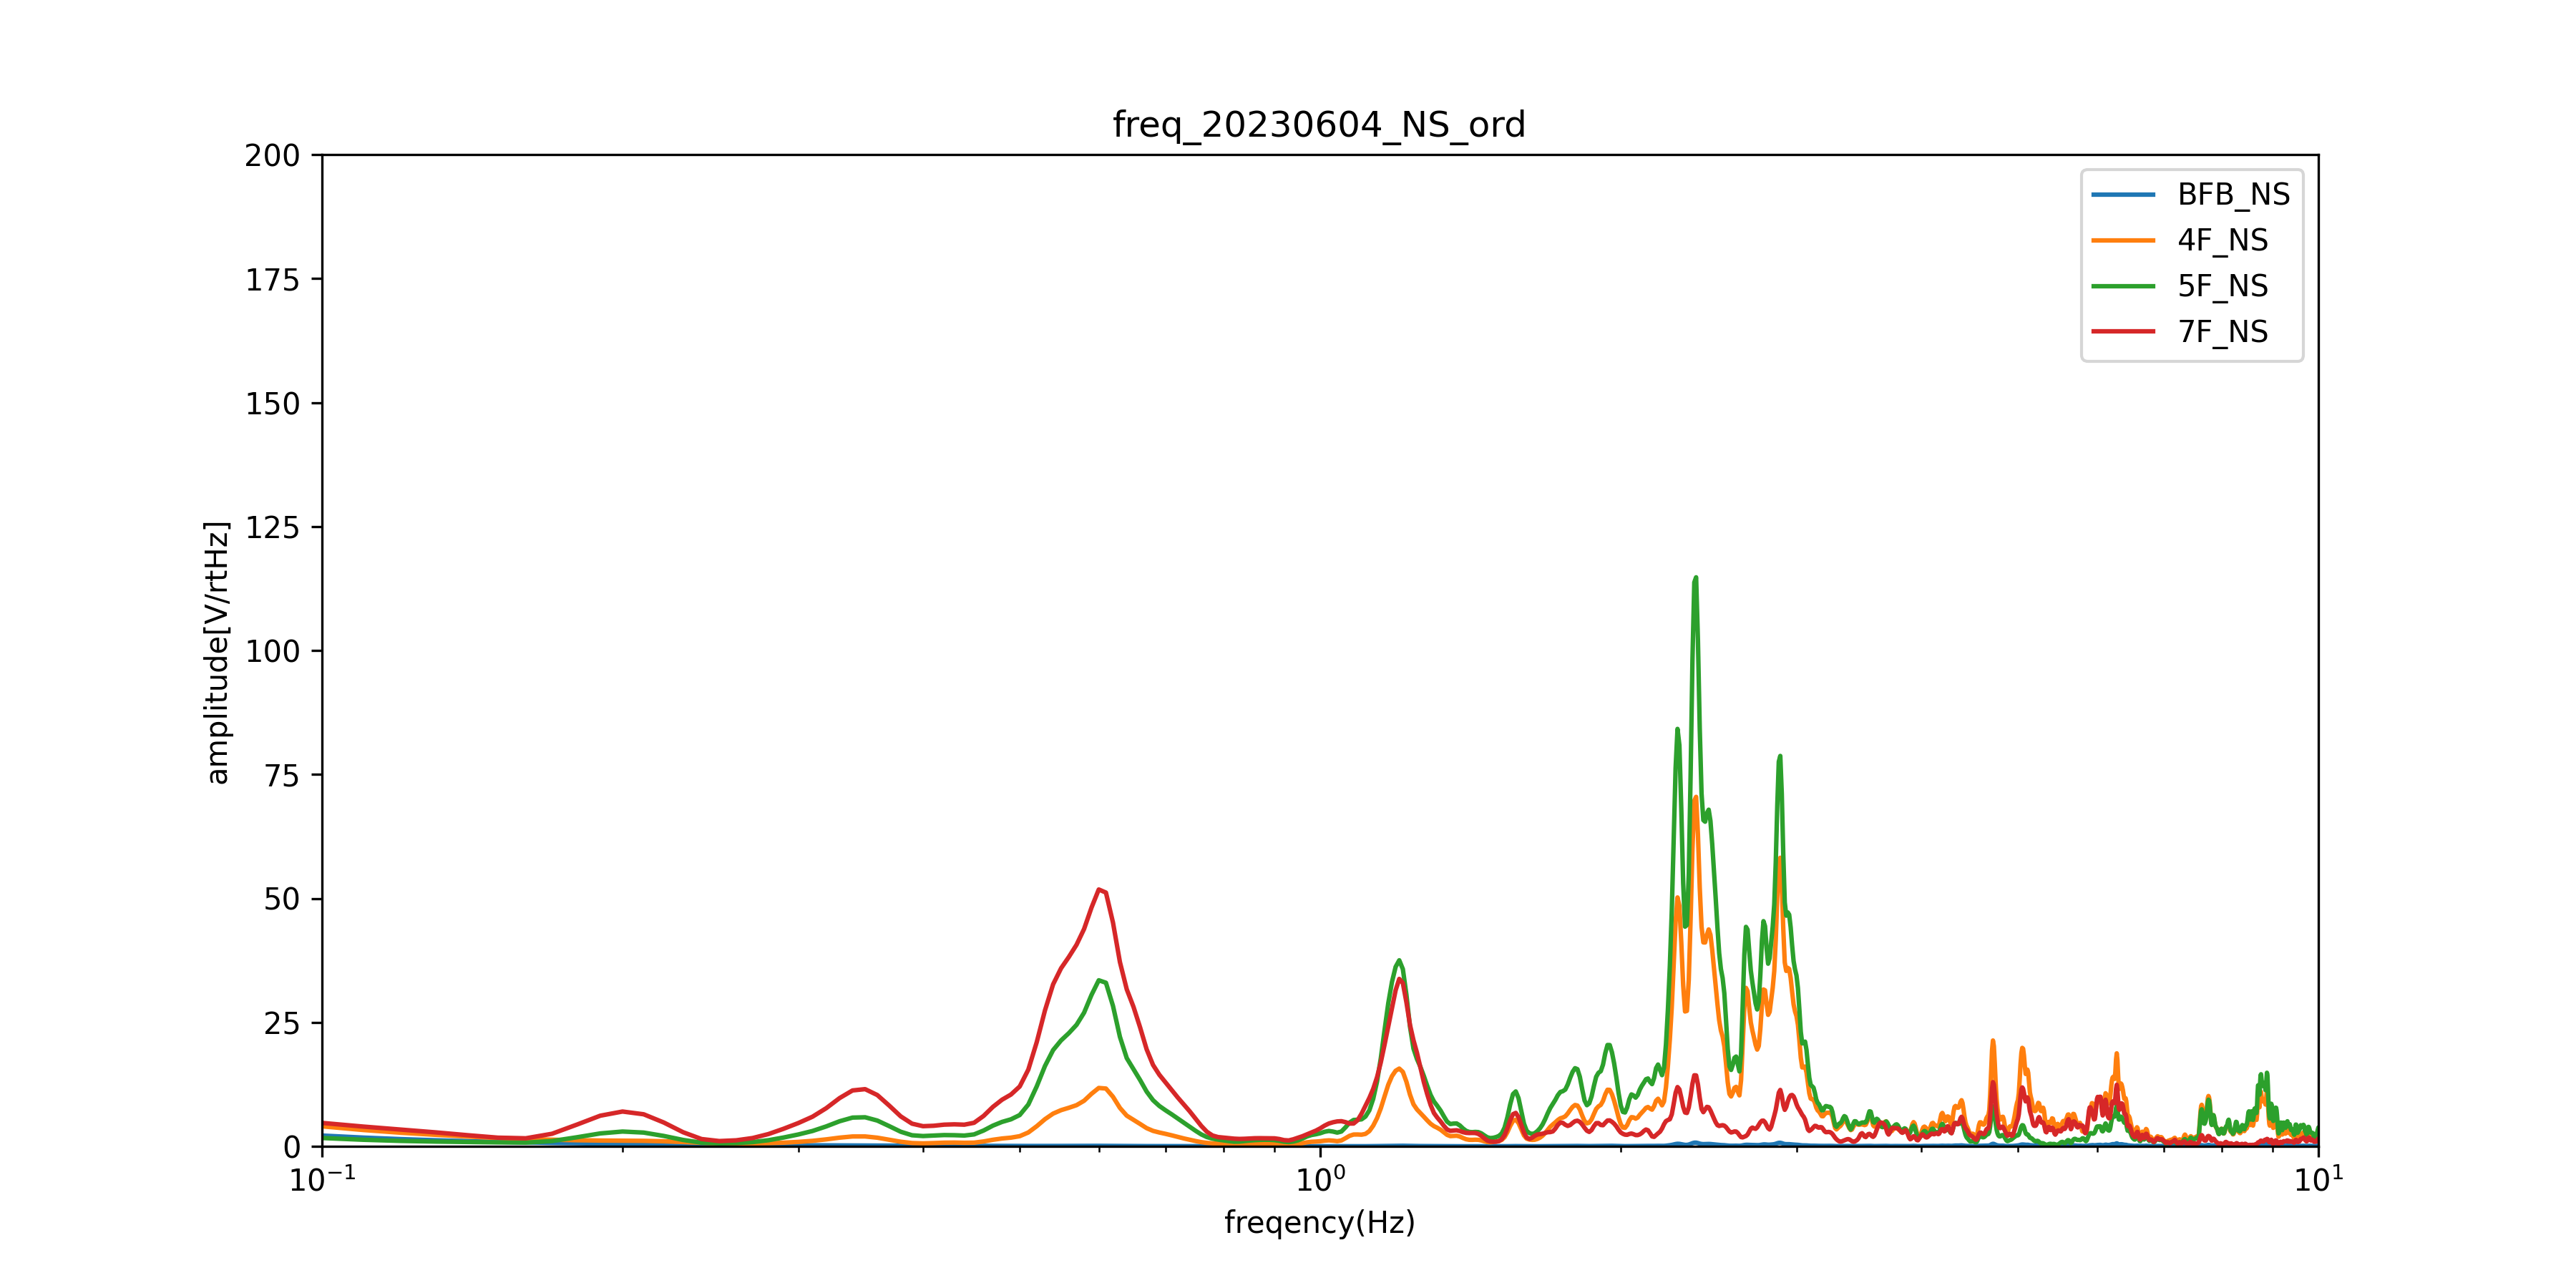 freq_20230604_NS_ord
200
175
150
125
100
75
50
25
0
amplitude[V/rtHz]
BFB_NS
4F_NS
5F_NS
7F_NS
10⁻¹
10⁰
10¹
freqency(Hz)